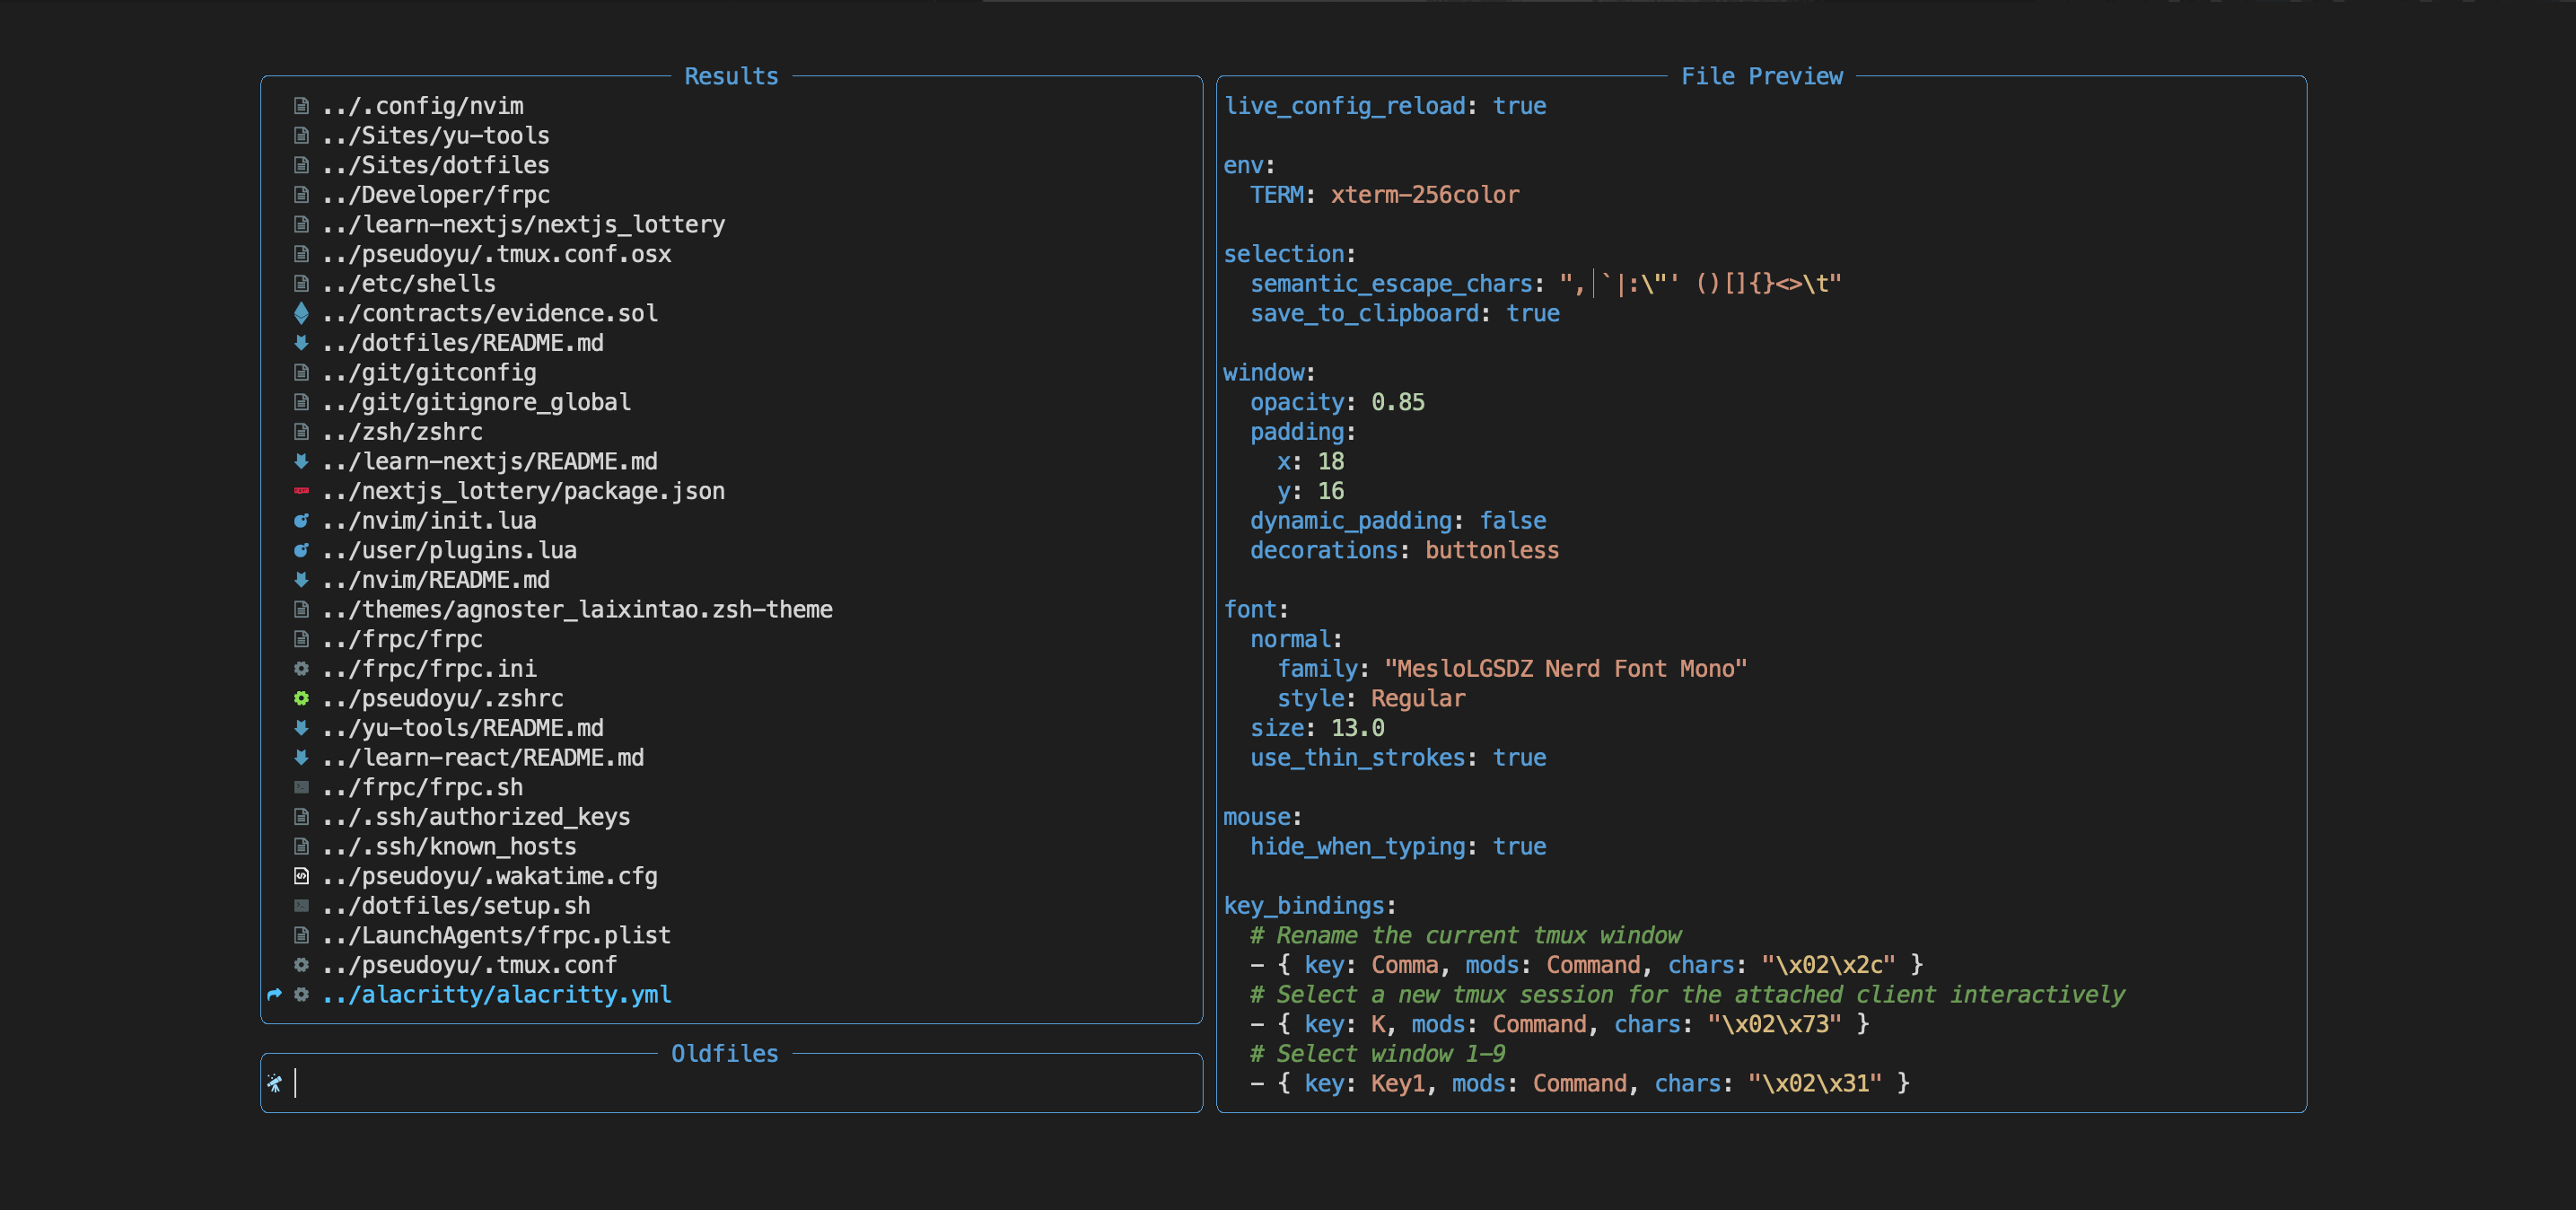 Results
../.config/nvim
../Sites/yu-tools
../Sites/dotfiles
../Developer/frpc
../learn-nextjs/nextjs_lottery
../pseudoyu/.tmux.conf.osx
../etc/shells
../contracts/evidence.sol
../dotfiles/README.md
../git/gitconfig
../git/gitignore_global
../zsh/zshrc
../learn-nextjs/README.md
../nextjs_lottery/package.json
../nvim/init.lua
../user/plugins.lua
../nvim/README.md
../themes/agnoster_laixintao.zsh-theme
../frpc/frpc
../frpc/frpc.ini
../pseudoyu/.zshrc
../yu-tools/README.md
../learn-react/README.md
../frpc/frpc.sh
../.ssh/authorized_keys
../.ssh/known_hosts
../pseudoyu/.wakatime.cfg
../dotfiles/setup.sh
../LaunchAgents/frpc.plist
../pseudoyu/.tmux.conf
../alacritty/alacritty.yml
Oldfiles
File Preview
live_config_reload: true
env:
  TERM: xterm-256color
selection:
  semantic_escape_chars: ",│`|:\"' ()[]{}<>\t"
  save_to_clipboard: true
window:
  opacity: 0.85
  padding:
    x: 18
    y: 16
  dynamic_padding: false
  decorations: buttonless
font:
  normal:
    family: "MesloLGSDZ Nerd Font Mono"
    style: Regular
  size: 13.0
  use_thin_strokes: true
mouse:
  hide_when_typing: true
key_bindings:
  # Rename the current tmux window
  - { key: Comma, mods: Command, chars: "\x02\x2c" }
  # Select a new tmux session for the attached client interactively
  - { key: K, mods: Command, chars: "\x02\x73" }
  # Select window 1-9
  - { key: Key1, mods: Command, chars: "\x02\x31" }